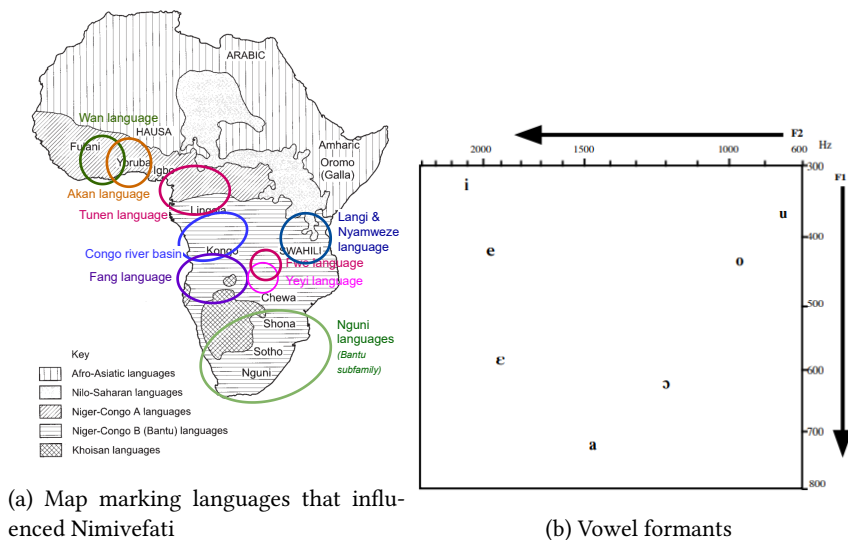 ARABIC
Wan language
HAUSA
Fulani
Yoruba
Igbo
Amharic
Oromo
(Galla)
Akan language
Tunen language
Lingala
Langi &
Nyamweze
language
Congo river basin
Kongo
SWAHILI
Fwe language
Fang language
Yeyi language
Chewa
Shona
Nguni
languages
(Bantu
subfamily)
Sotho
Nguni
Key
Afro-Asiatic languages
Nilo-Saharan languages
Niger-Congo A languages
Niger-Congo B (Bantu) languages
Khoisan languages
(a) Map marking languages that influ-
enced Nimivefati
F2
2000 1500 1000 600 Hz
300
F1
i
u
400
e
o
500
ɛ
600
ɔ
700
a
800
(b) Vowel formants